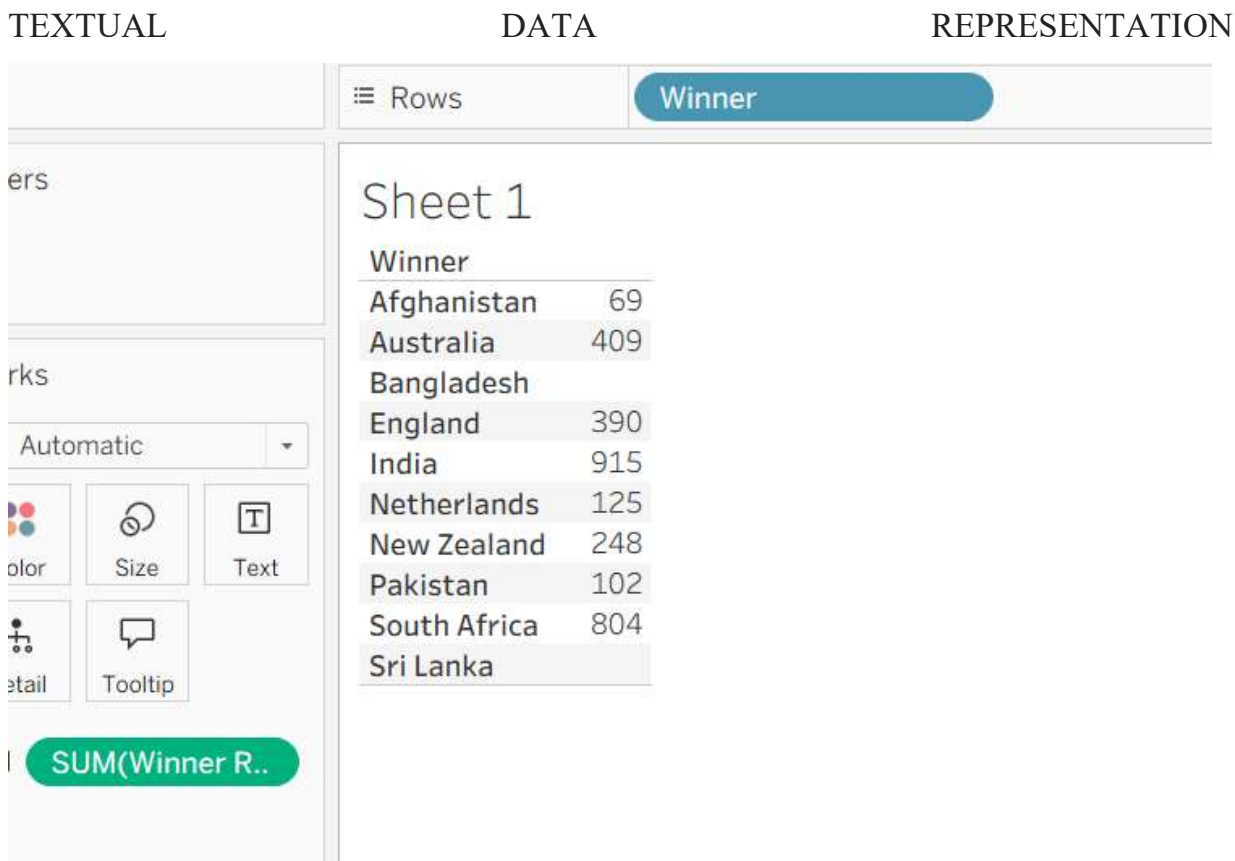 TEXTUAL DATA REPRESENTATION
Rows Winner
ers
Sheet 1
Winner
Afghanistan 69
Australia 409
Bangladesh
England 390
India 915
Netherlands 125
New Zealand 248
Pakistan 102
South Africa 804
Sri Lanka
rks
Automatic
olor Size Text
etail Tooltip
SUM(Winner R..